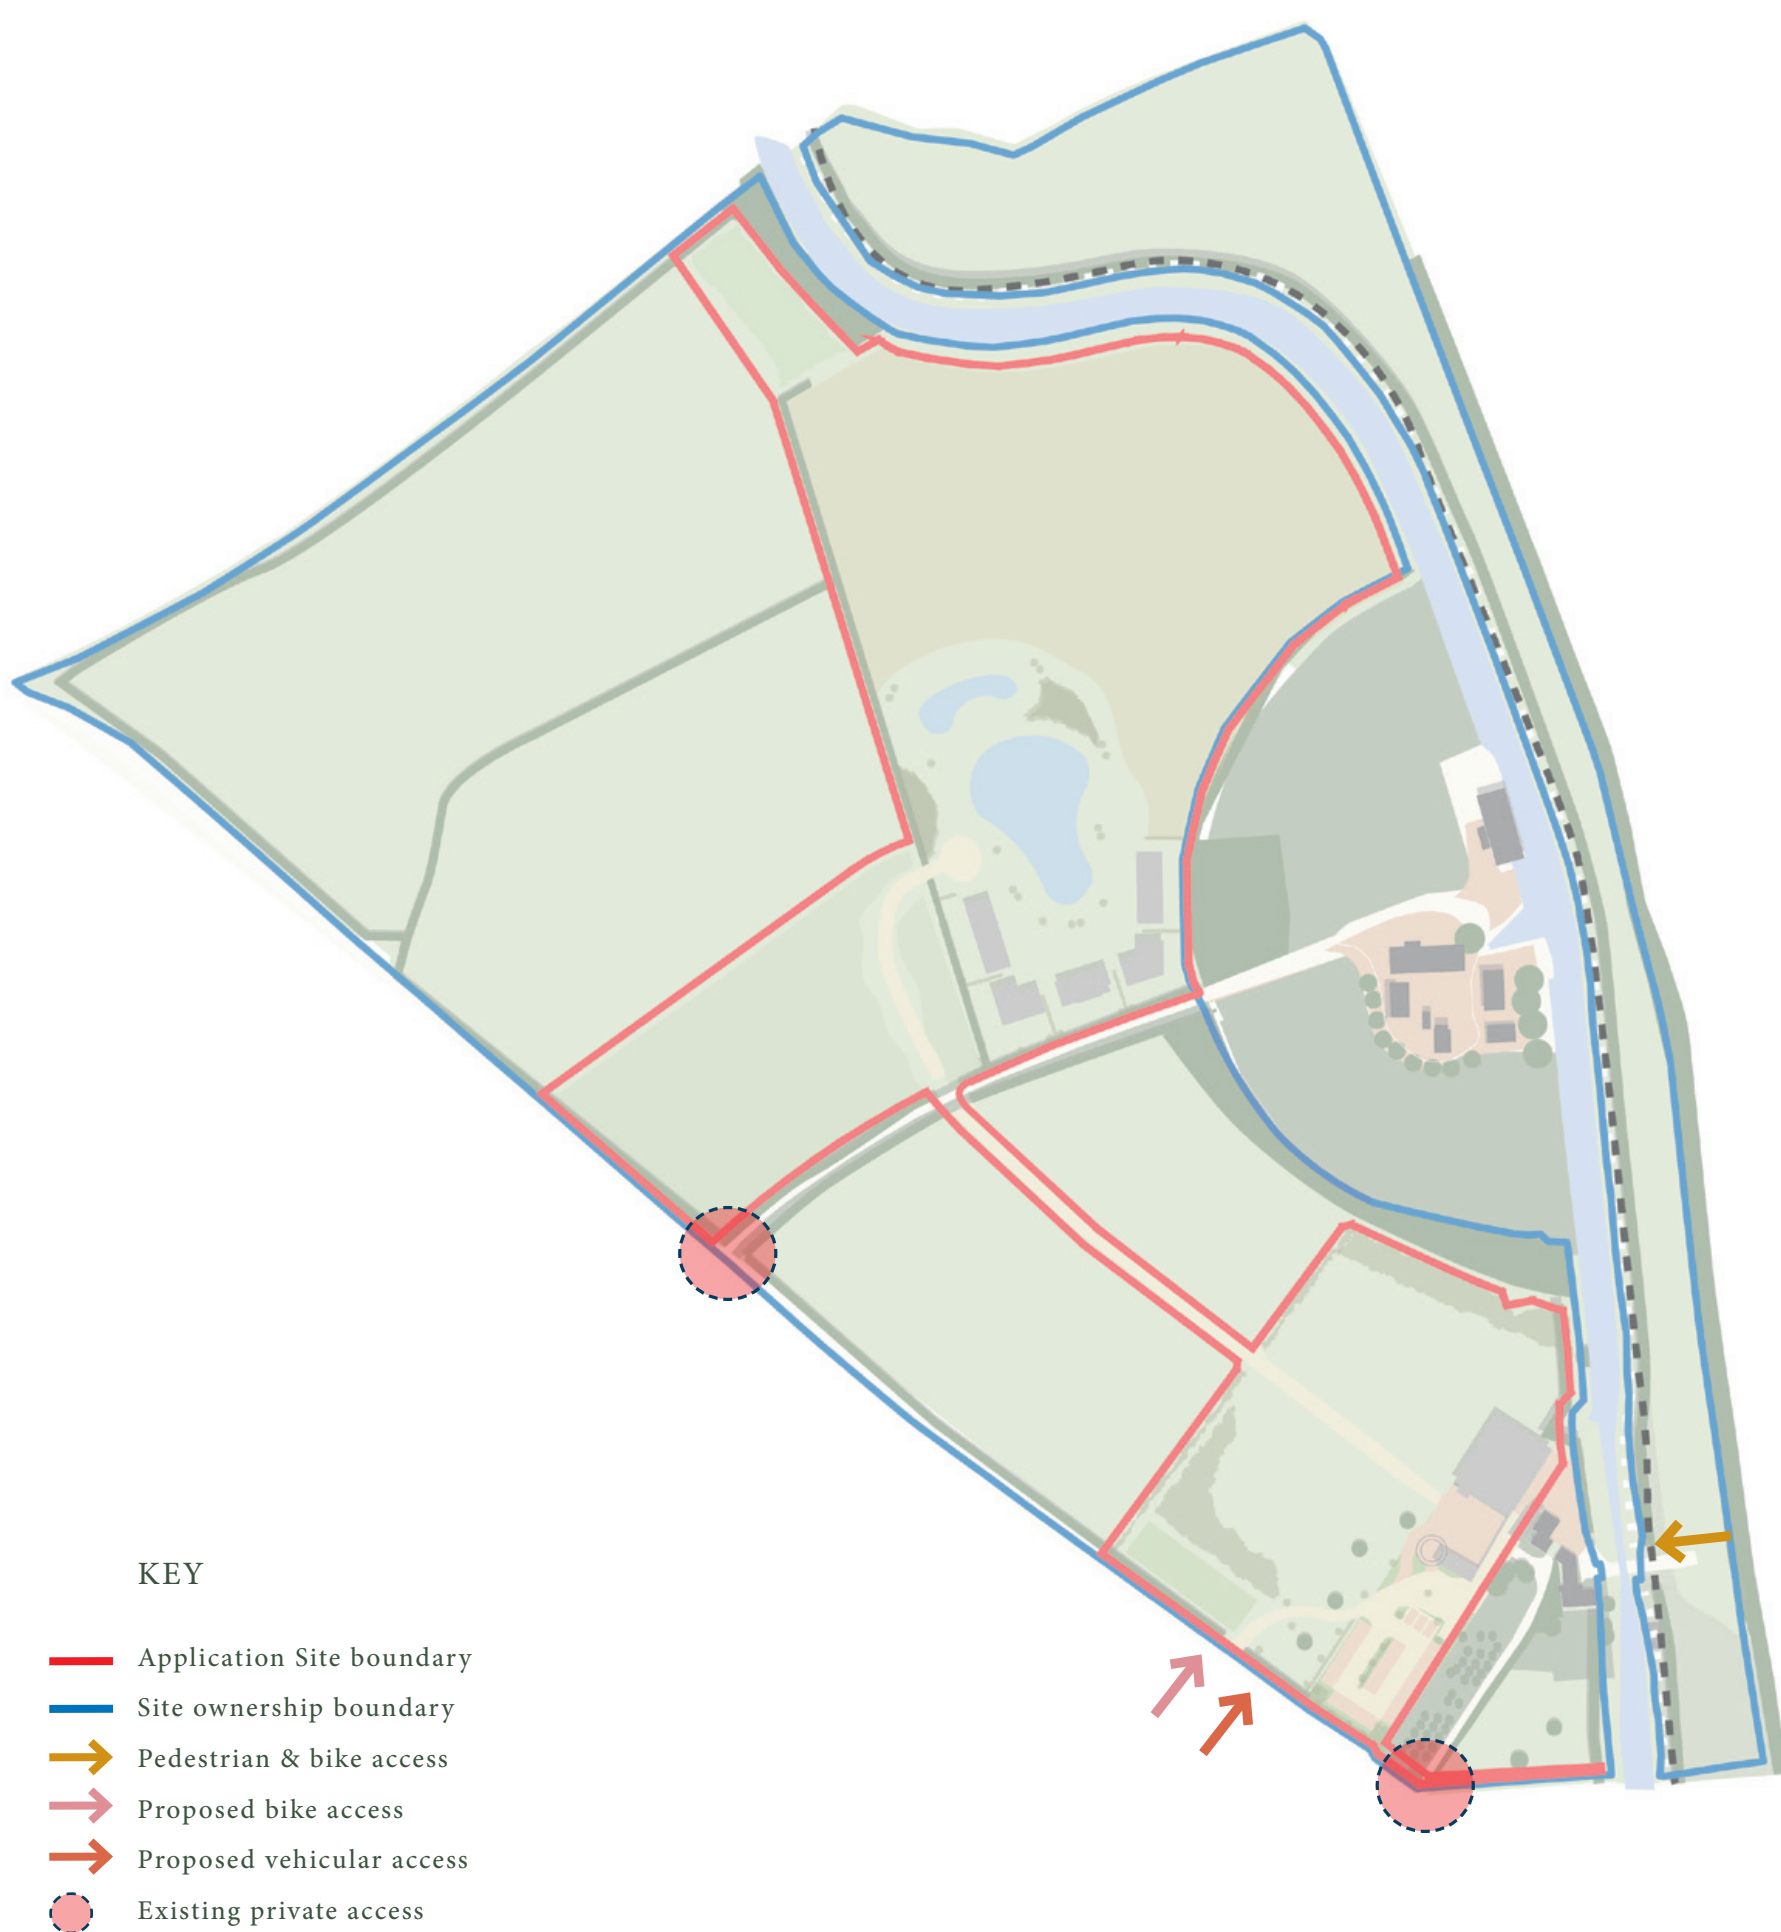 KEY
Application Site boundary
Site ownership boundary
Pedestrian & bike access
Proposed bike access
Proposed vehicular access
Existing private access